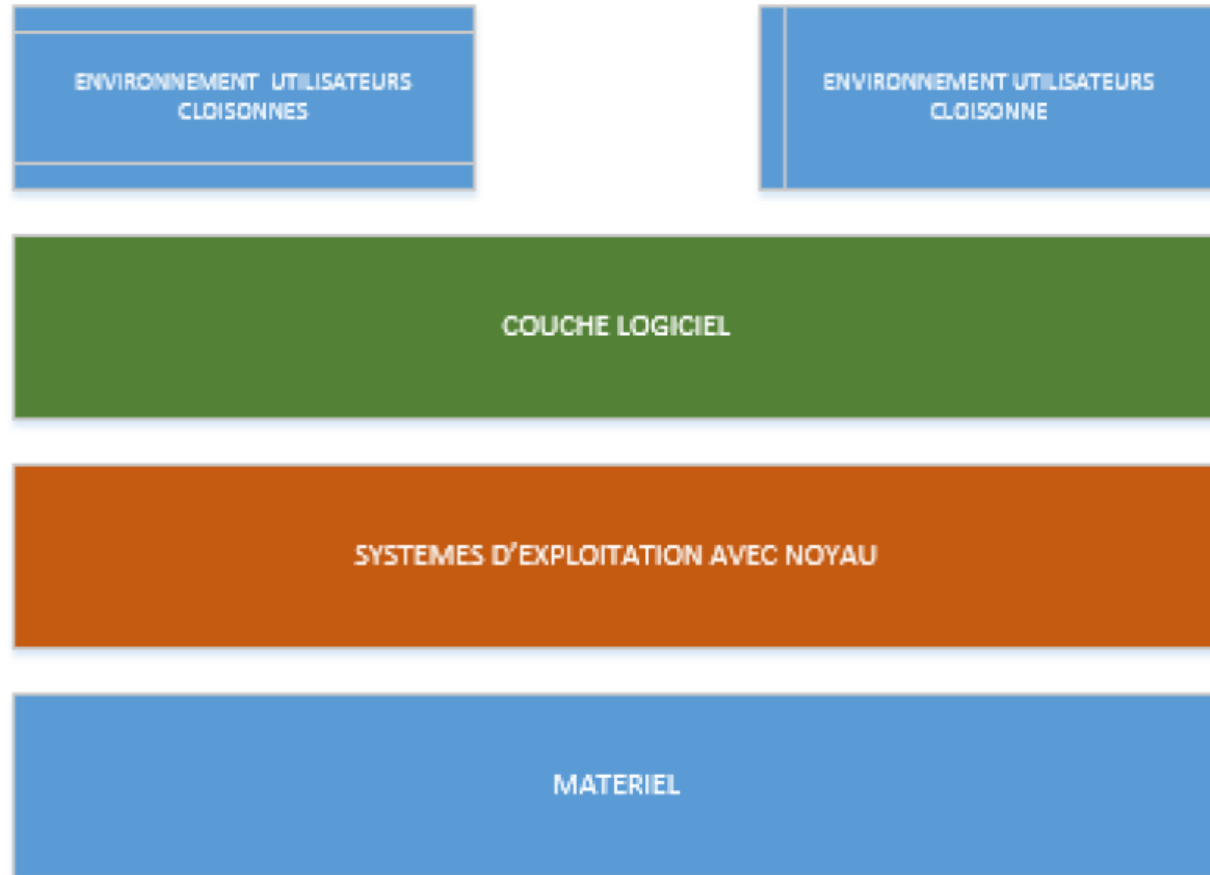 ENVIRONNEMENT UTILISATEURS
CLOISONNES
ENVIRONNEMENT UTILISATEURS
CLOISONNE
COUCHE LOGICIEL
SYSTEMES D'EXPLOITATION AVEC NOYAU
MATERIEL